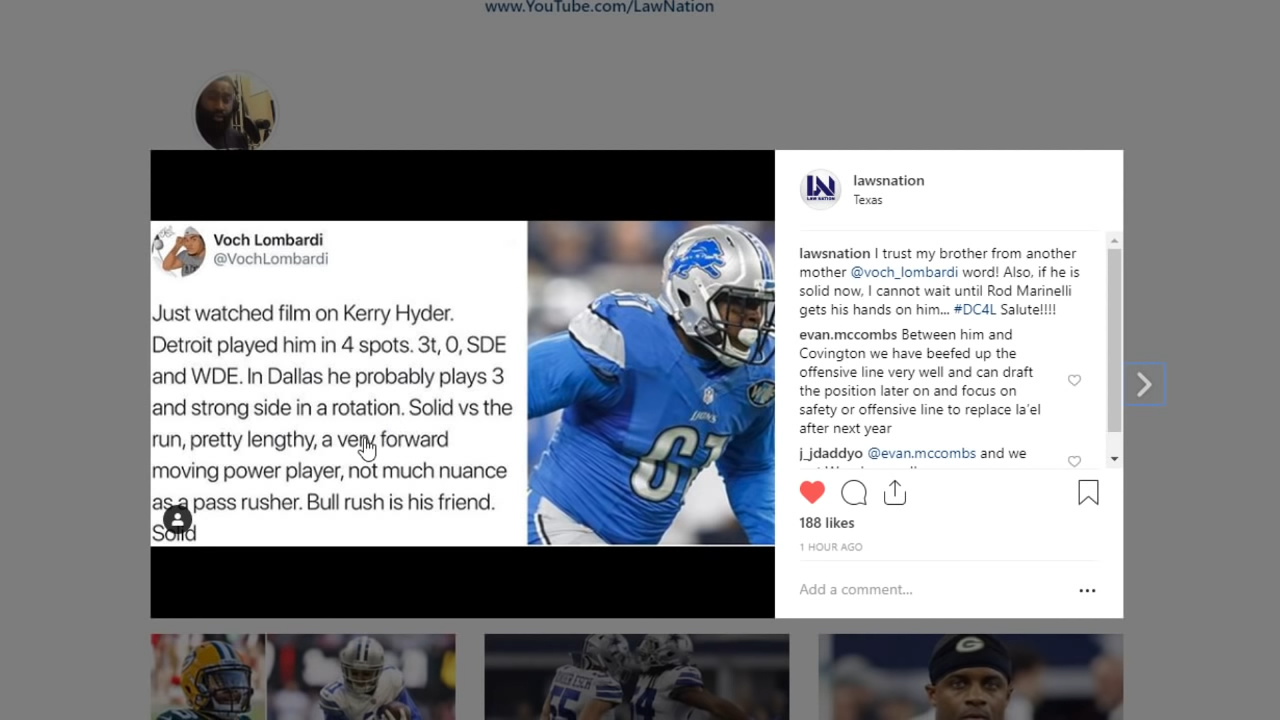 www.YouTube.com/LawNation
Voch Lombardi
@VochLombardi
Just watched film on Kerry Hyder.
Detroit played him in 4 spots. 3t, 0, SDE
and WDE. In Dallas he probably plays 3
and strong side in a rotation. Solid vs the
run, pretty lengthy, a very forward
moving power player, not much nuance
as a pass rusher. Bull rush is his friend.
Solid
LIONS
61
LN
LAW NATION
lawsnation
Texas
lawsnation I trust my brother from another
mother @voch_lombardi word! Also, if he is
solid now, I cannot wait until Rod Marinelli
gets his hands on him... #DC4L Salute!!!!
evan.mccombs Between him and
Covington we have beefed up the
offensive line very well and can draft
the position later on and focus on
safety or offensive line to replace la'el
after next year
j_jdaddyo @evan.mccombs and we
188 likes
1 HOUR AGO
Add a comment...
55